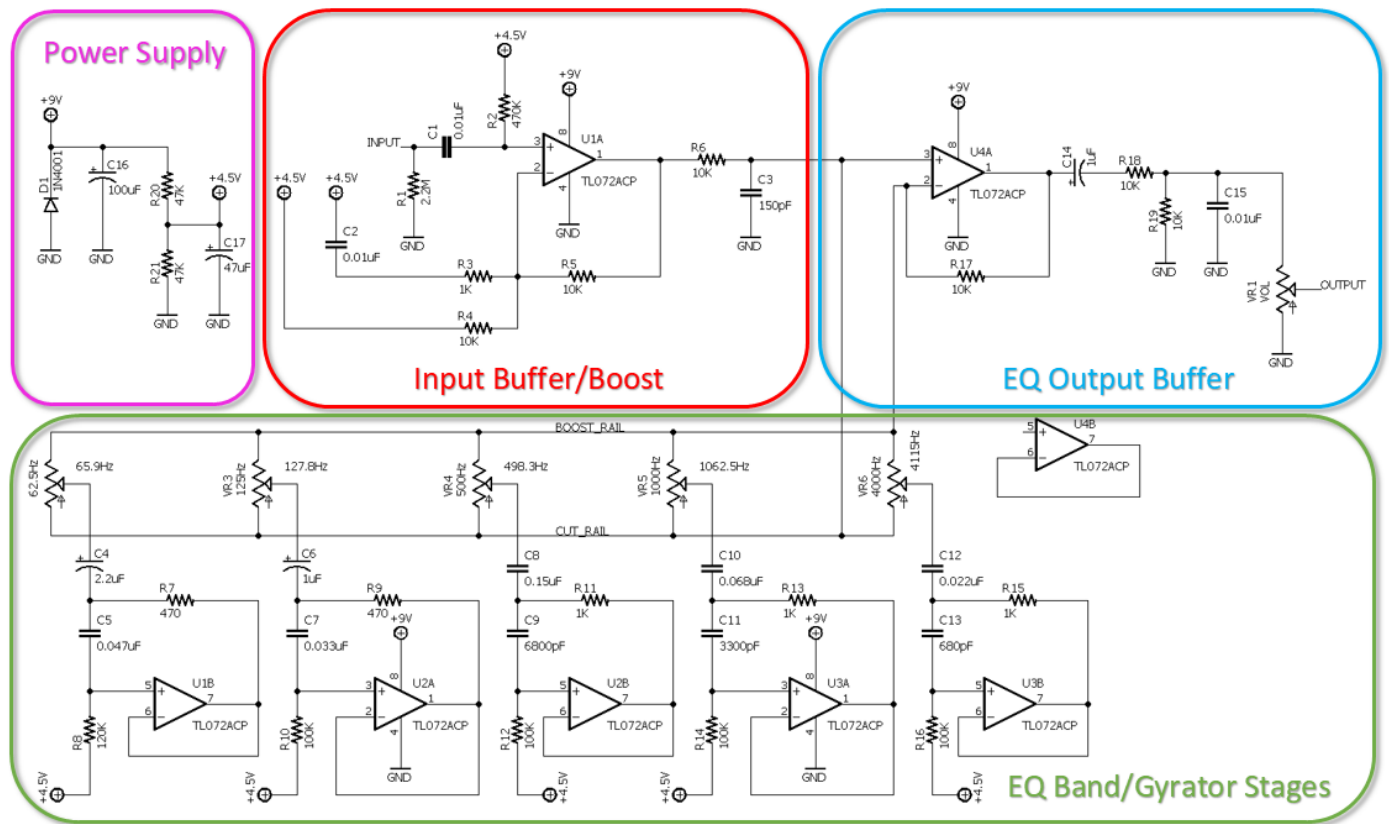 Power Supply
+9V
D1
1N4001
C16
100uF
R20
47K
+4.5V
R21
47K
C17
47uF
GND
GND
GND
GND
+4.5V
+9V
INPUT
C1
0.01uF
R2
470K
R1
2.2M
GND
3
2
8
1
4
U1A
TL072ACP
GND
R6
10K
C3
150pF
GND
+4.5V
+4.5V
C2
0.01uF
R3
1K
R5
10K
R4
10K
Input Buffer/Boost
+9V
3
2
8
1
4
U4A
TL072ACP
GND
C14
1uF
R18
10K
R19
10K
GND
C15
0.01uF
GND
R17
10K
VR1
VOL
OUTPUT
GND
EQ Output Buffer
BOOST_RAIL
CUT_RAIL
62.5Hz
65.9Hz
VR3
125Hz
127.8Hz
VR4
500Hz
498.3Hz
VR5
1000Hz
1062.5Hz
VR6
4000Hz
4115Hz
5
6
7
U4B
TL072ACP
C4
2.2uF
R7
470
C5
0.047uF
5
6
7
U1B
TL072ACP
R8
120K
+4.5V
C6
1uF
R9
470
C7
0.033uF
+9V
3
2
8
1
4
U2A
TL072ACP
GND
R10
100K
+4.5V
C8
0.15uF
R11
1K
C9
6800pF
5
6
7
U2B
TL072ACP
R12
100K
+4.5V
C10
0.068uF
R13
1K
C11
3300pF
+9V
3
2
8
1
4
U3A
TL072ACP
GND
R14
100K
+4.5V
C12
0.022uF
R15
1K
C13
680pF
5
6
7
U3B
TL072ACP
R16
100K
+4.5V
EQ Band/Gyrator Stages